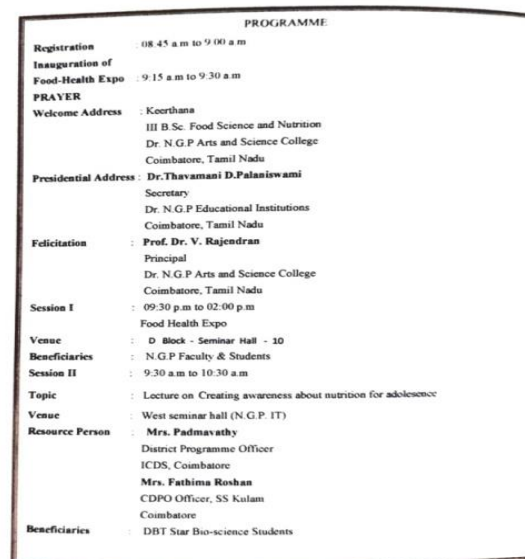 PROGRAMME
Registration : 08.45 a.m to 9.00 a.m
Inauguration of
Food-Health Expo : 9:15 a.m to 9:30 a.m
PRAYER
Welcome Address : Keerthana
III B.Sc. Food Science and Nutrition
Dr. N.G.P Arts and Science College
Coimbatore, Tamil Nadu
Presidential Address : Dr.Thavamani D.Palaniswami
Secretary
Dr. N.G.P Educational Institutions
Coimbatore, Tamil Nadu
Felicitation : Prof. Dr. V. Rajendran
Principal
Dr. N.G.P Arts and Science College
Coimbatore, Tamil Nadu
Session I : 09:30 p.m to 02:00 p.m
Food Health Expo
Venue : D Block - Seminar Hall - 10
Beneficiaries : N.G.P Faculty & Students
Session II : 9:30 a.m to 10:30 a.m
Topic : Lecture on Creating awareness about nutrition for adolesence
Venue : West seminar hall (N.G.P. IT)
Resource Person : Mrs. Padmavathy
District Programme Officer
ICDS, Coimbatore
Mrs. Fathima Roshan
CDPO Officer, SS Kulam
Coimbatore
Beneficiaries : DBT Star Bio-science Students